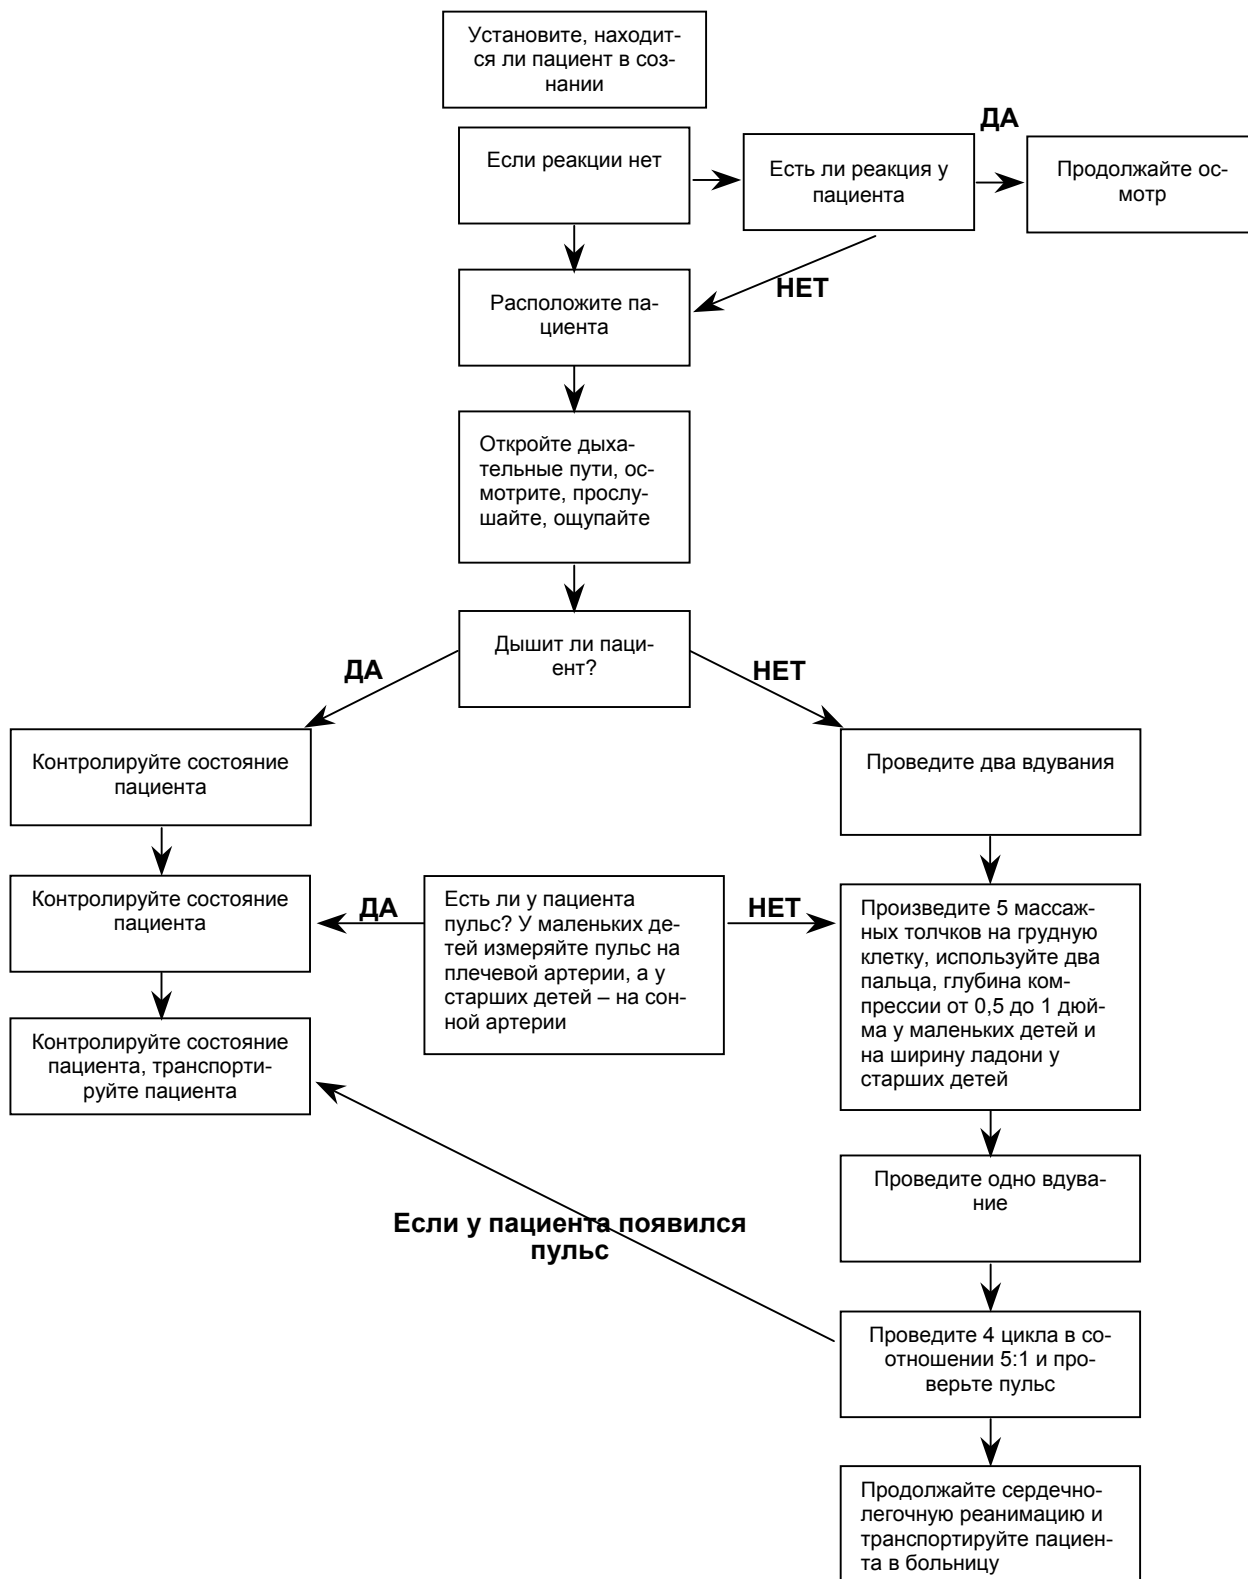 Установите, находит-
ся ли пациент в соз-
нании
ДА
Если реакции нет
Есть ли реакция у
пациента
Продолжайте ос-
мотр
НЕТ
Расположите па-
циента
Откройте дыха-
тельные пути, ос-
мотрите, прослу-
шайте, ощупайте
Дышит ли паци-
ент?
ДА
НЕТ
Контролируйте состояние
пациента
Проведите два вдувания
Контролируйте состояние
пациента
ДА
Есть ли у пациента
пульс? У маленьких де-
тей измеряйте пульс на
плечевой артерии, а у
старших детей – на сон-
ной артерии
НЕТ
Произведите 5 массаж-
ных толчков на грудную
клетку, используйте два
пальца, глубина ком-
прессии от 0,5 до 1 дюй-
ма у маленьких детей и
на ширину ладони у
старших детей
Контролируйте состояние
пациента, транспорти-
руйте пациента
Проведите одно вдува-
ние
Если у пациента появился
пульс
Проведите 4 цикла в со-
отношении 5:1 и про-
верьте пульс
Продолжайте сердечно-
легочную реанимацию и
транспортируйте пациен-
та в больницу